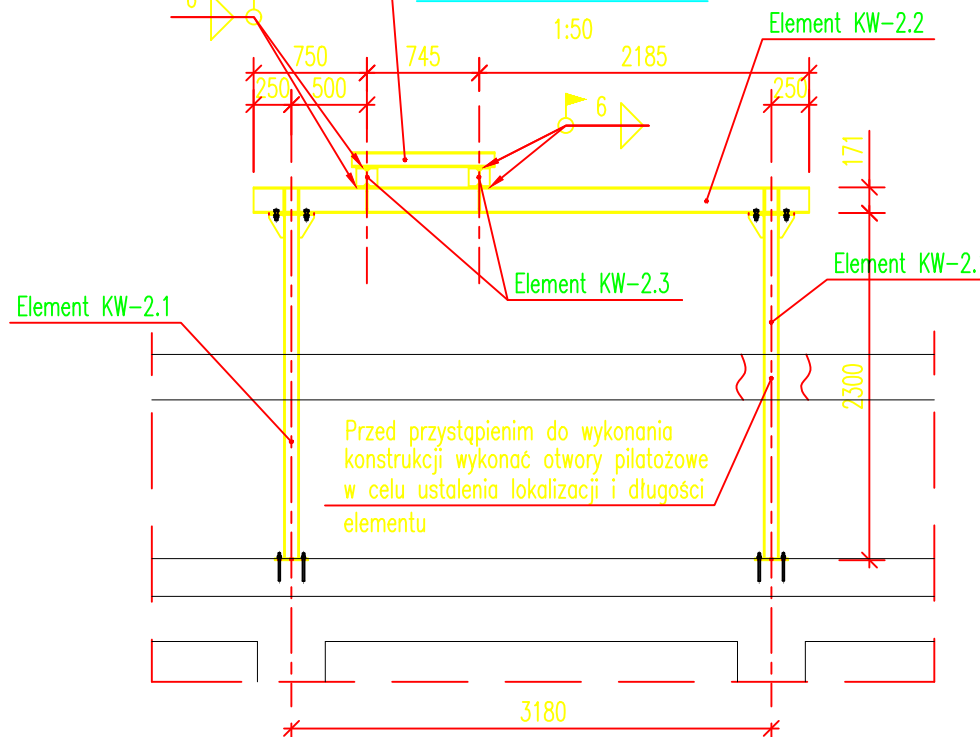 1:50
Element KW-2.2
750
745
2185
250
500
250
6
171
Element KW-2.3
Element KW-2.
Element KW-2.1
2300
Przed przystąpienim do wykonania
konstrukcji wykonać otwory pilatożowe
w celu ustalenia lokalizacji i długości
elementu
3180